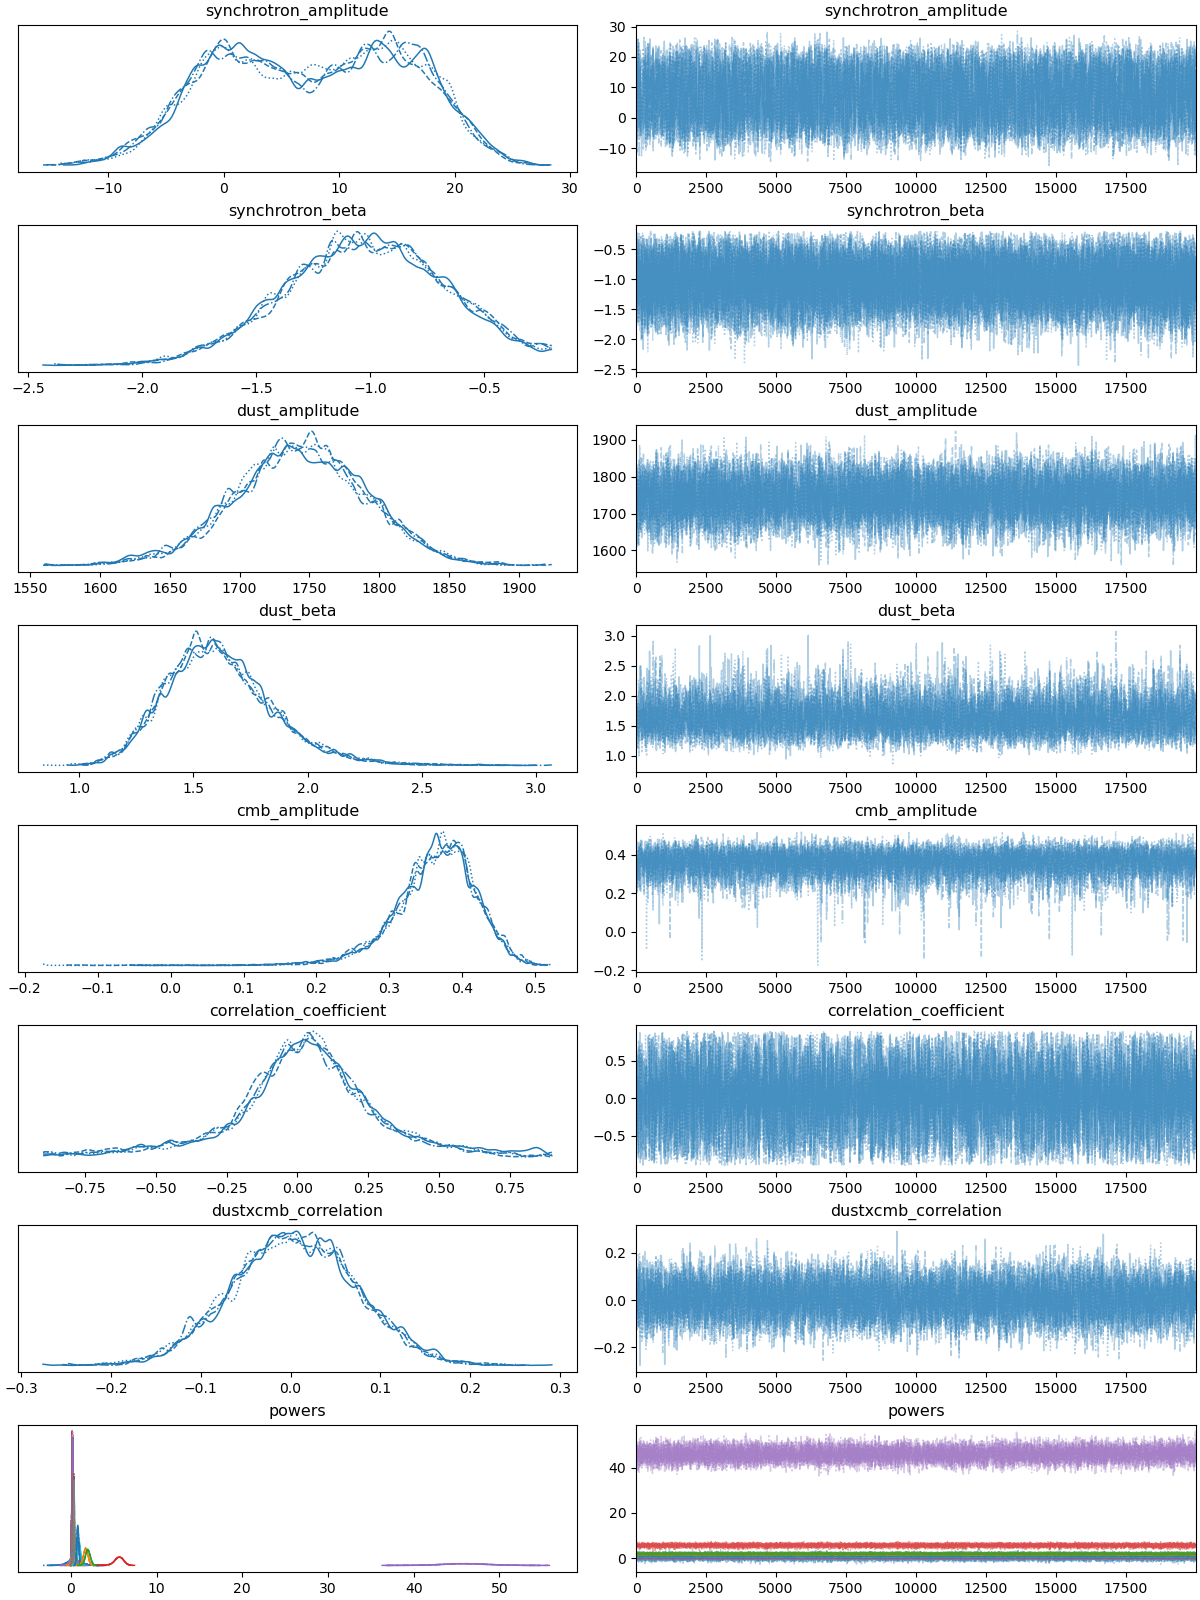 synchrotron_amplitude synchrotron_amplitude
30
20
10
0
−10
−10 0 10 20 30 0 2500 5000 7500 10000 12500 15000 17500
synchrotron_beta synchrotron_beta
−0.5
−1.0
−1.5
−2.0
−2.5
−2.5 −2.0 −1.5 −1.0 −0.5 0 2500 5000 7500 10000 12500 15000 17500
dust_amplitude dust_amplitude
1900
1800
1700
1600
1550 1600 1650 1700 1750 1800 1850 1900 0 2500 5000 7500 10000 12500 15000 17500
dust_beta dust_beta
3.0
2.5
2.0
1.5
1.0
1.0 1.5 2.0 2.5 3.0 0 2500 5000 7500 10000 12500 15000 17500
cmb_amplitude cmb_amplitude
0.4
0.2
0.0
−0.2
−0.2 −0.1 0.0 0.1 0.2 0.3 0.4 0.5 0 2500 5000 7500 10000 12500 15000 17500
correlation_coefficient correlation_coefficient
0.5
0.0
−0.5
−0.75 −0.50 −0.25 0.00 0.25 0.50 0.75 0 2500 5000 7500 10000 12500 15000 17500
dustxcmb_correlation dustxcmb_correlation
0.2
0.0
−0.2
−0.3 −0.2 −0.1 0.0 0.1 0.2 0.3 0 2500 5000 7500 10000 12500 15000 17500
powers powers
40
20
0
0 10 20 30 40 50 0 2500 5000 7500 10000 12500 15000 17500